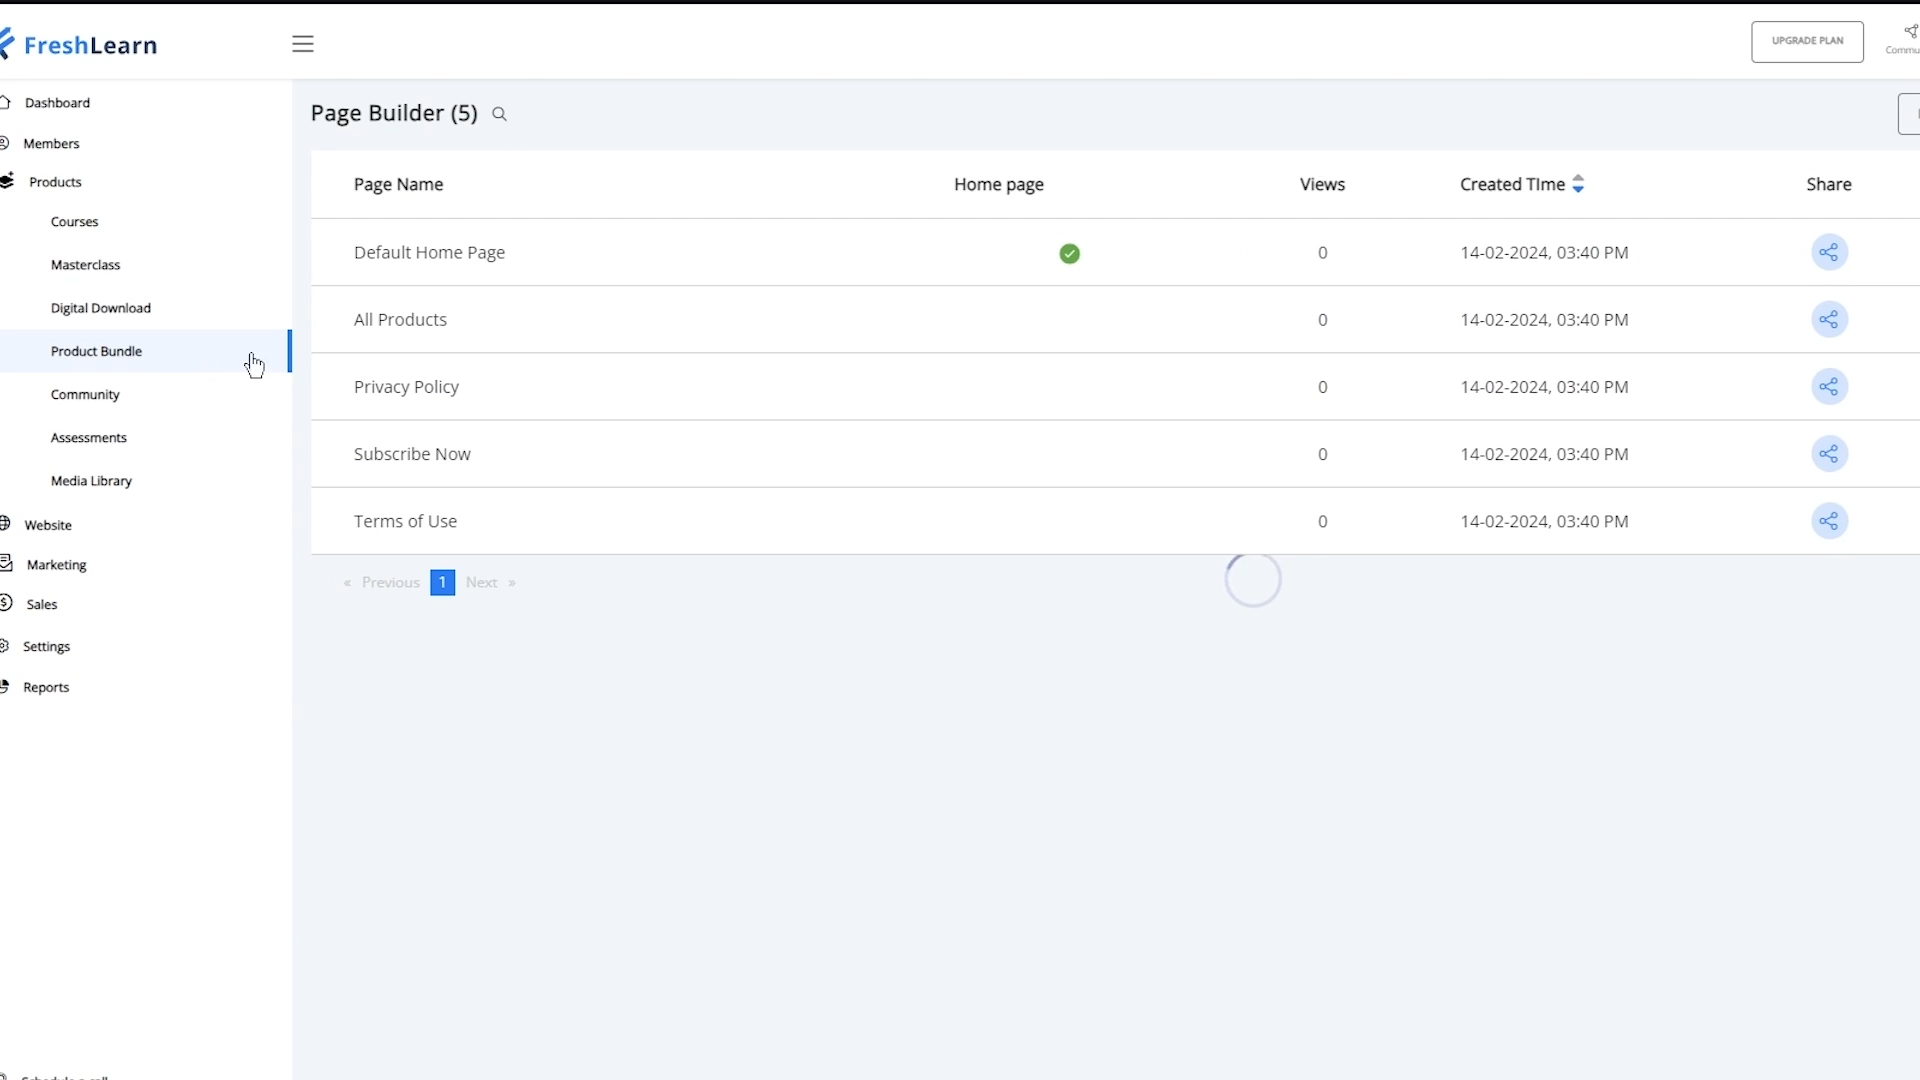 FreshLearn
UPGRADE PLAN
Dashboard
Members
Products
Courses
Masterclass
Digital Download
Product Bundle
Community
Assessments
Media Library
Website
Marketing
Sales
Settings
Reports
Page Builder (5)
Page Name Home page Views Created TIme Share
Default Home Page 0 14-02-2024, 03:40 PM
All Products 0 14-02-2024, 03:40 PM
Privacy Policy 0 14-02-2024, 03:40 PM
Subscribe Now 0 14-02-2024, 03:40 PM
Terms of Use 0 14-02-2024, 03:40 PM
« Previous 1 Next »